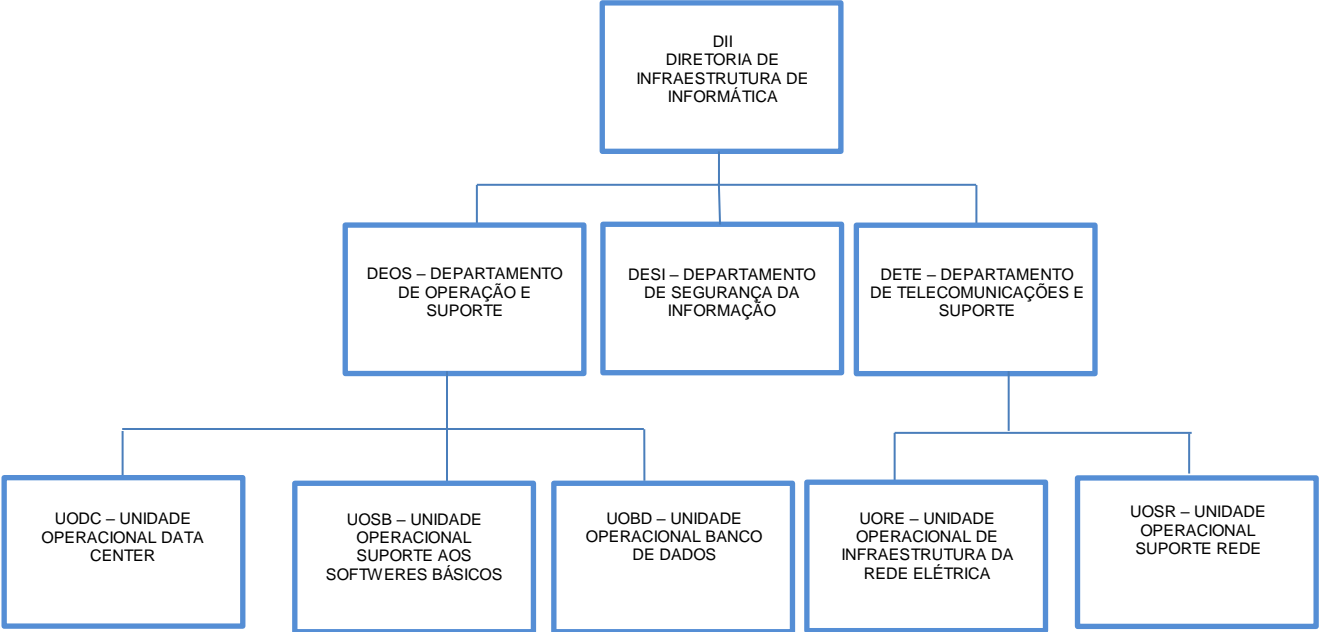 DII
DIRETORIA DE
INFRAESTRUTURA DE
INFORMÁTICA
DEOS – DEPARTAMENTO
DE OPERAÇÃO E
SUPORTE
DESI – DEPARTAMENTO
DE SEGURANÇA DA
INFORMAÇÃO
DETE – DEPARTAMENTO
DE TELECOMUNICAÇÕES E
SUPORTE
UODC – UNIDADE
OPERACIONAL DATA
CENTER
UOSB – UNIDADE
OPERACIONAL
SUPORTE AOS
SOFTWERES BÁSICOS
UOBD – UNIDADE
OPERACIONAL BANCO
DE DADOS
UORE – UNIDADE
OPERACIONAL DE
INFRAESTRUTURA DA
REDE ELÉTRICA
UOSR – UNIDADE
OPERACIONAL
SUPORTE REDE